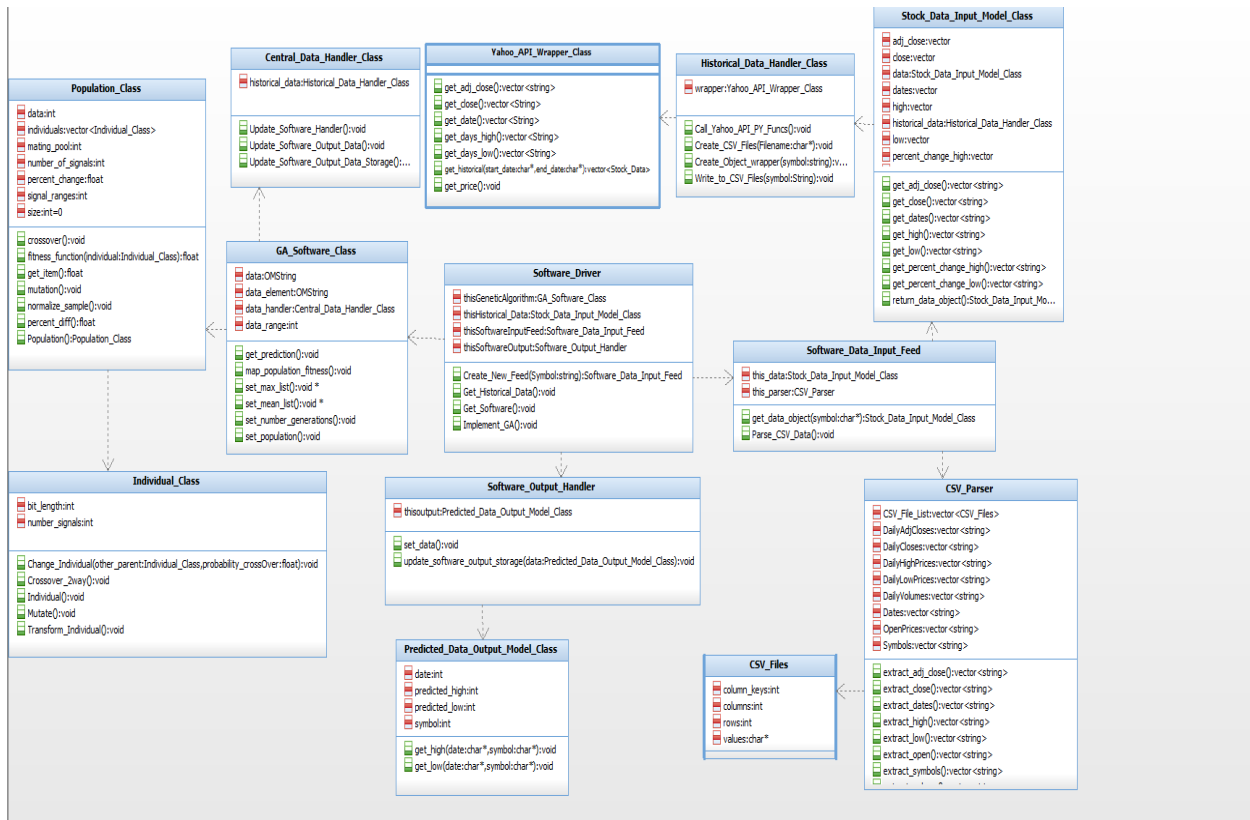 Population_Class
data:int
individuals:vector<Individual_Class>
mating_pool:int
number_of_signals:int
percent_change:float
signal_ranges:int
size:int=0
crossover():void
fitness_function(individual:Individual_Class):float
get_item():float
mutation():void
normalize_sample():void
percent_diff():float
Population():Population_Class
Central_Data_Handler_Class
historical_data:Historical_Data_Handler_Class
Update_Software_Handler():void
Update_Software_Output_Data():void
Update_Software_Output_Data_Storage():...
Yahoo_API_Wrapper_Class
get_adj_close():vector<string>
get_close():vector<String>
get_date():vector<String>
get_days_high():vector<String>
get_days_low():vector<String>
get_historical(start_date:char*,end_date:char*):vector<Stock_Data>
get_price():void
Historical_Data_Handler_Class
wrapper:Yahoo_API_Wrapper_Class
Call_Yahoo_API_PY_Funcs():void
Create_CSV_Files(Filename:char*):void
Create_Object_wrapper(symbol:string):v...
Write_to_CSV_Files(symbol:String):void
Stock_Data_Input_Model_Class
adj_close:vector
close:vector
data:Stock_Data_Input_Model_Class
dates:vector
high:vector
historical_data:Historical_Data_Handler_Class
low:vector
percent_change_high:vector
get_adj_close():vector<string>
get_close():vector<string>
get_dates():vector<string>
get_high():vector<string>
get_low():vector<string>
get_percent_change_high():vector<string>
get_percent_change_low():vector<string>
return_data_object():Stock_Data_Input_Mo...
GA_Software_Class
data:OMString
data_element:OMString
data_handler:Central_Data_Handler_Class
data_range:int
get_prediction():void
map_population_fitness():void
set_max_list():void *
set_mean_list():void *
set_number_generations():void
set_population():void
Software_Driver
thisGeneticAlgorithm:GA_Software_Class
thisHistorical_Data:Stock_Data_Input_Model_Class
thisSoftwareInputFeed:Software_Data_Input_Feed
thisSoftwareOutput:Software_Output_Handler
Create_New_Feed(Symbol:string):Software_Data_Input_Feed
Get_Historical_Data():void
Get_Software():void
Implement_GA():void
Software_Data_Input_Feed
this_data:Stock_Data_Input_Model_Class
this_parser:CSV_Parser
get_data_object(symbol:char*):Stock_Data_Input_Model_Class
Parse_CSV_Data():void
Individual_Class
bit_length:int
number_signals:int
Change_Individual(other_parent:Individual_Class,probability_crossOver:float):void
Crossover_2way():void
Individual():void
Mutate():void
Transform_Individual():void
Software_Output_Handler
thisoutput:Predicted_Data_Output_Model_Class
set_data():void
update_software_output_storage(data:Predicted_Data_Output_Model_Class):void
CSV_Parser
CSV_File_List:vector<CSV_Files>
DailyAdjCloses:vector<string>
DailyCloses:vector<string>
DailyHighPrices:vector<string>
DailyLowPrices:vector<string>
DailyVolumes:vector<string>
Dates:vector<string>
OpenPrices:vector<string>
Symbols:vector<string>
extract_adj_close():vector<string>
extract_close():vector<string>
extract_dates():vector<string>
extract_high():vector<string>
extract_low():vector<string>
extract_open():vector<string>
extract_symbols():vector<string>
Predicted_Data_Output_Model_Class
date:int
predicted_high:int
predicted_low:int
symbol:int
get_high(date:char*,symbol:char*):void
get_low(date:char*,symbol:char*):void
CSV_Files
column_keys:int
columns:int
rows:int
values:char*